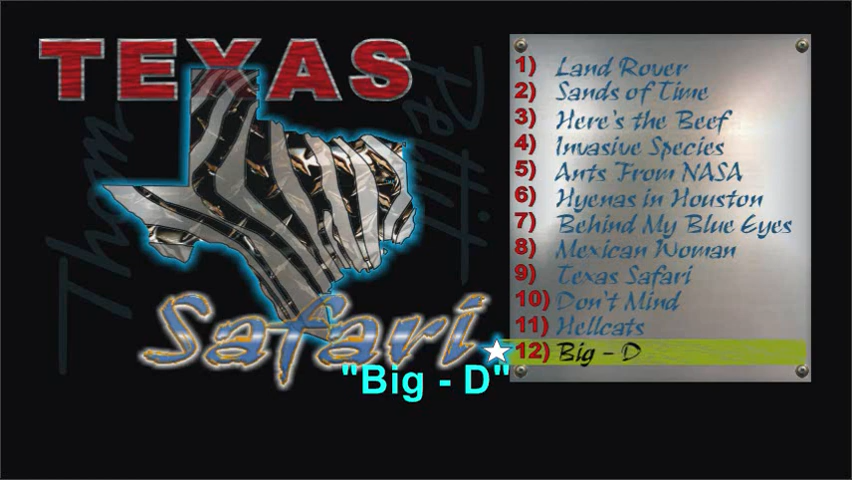 TEXAS
Safari
Thom
Pettit
1) Land Rover
2) Sands of Time
3) Here's the Beef
4) Invasive Species
5) Ants From NASA
6) Hyenas in Houston
7) Behind My Blue Eyes
8) Mexican Woman
9) Texas Safari
10) Don't Mind
11) Hellcats
12) Big - D
"Big - D"